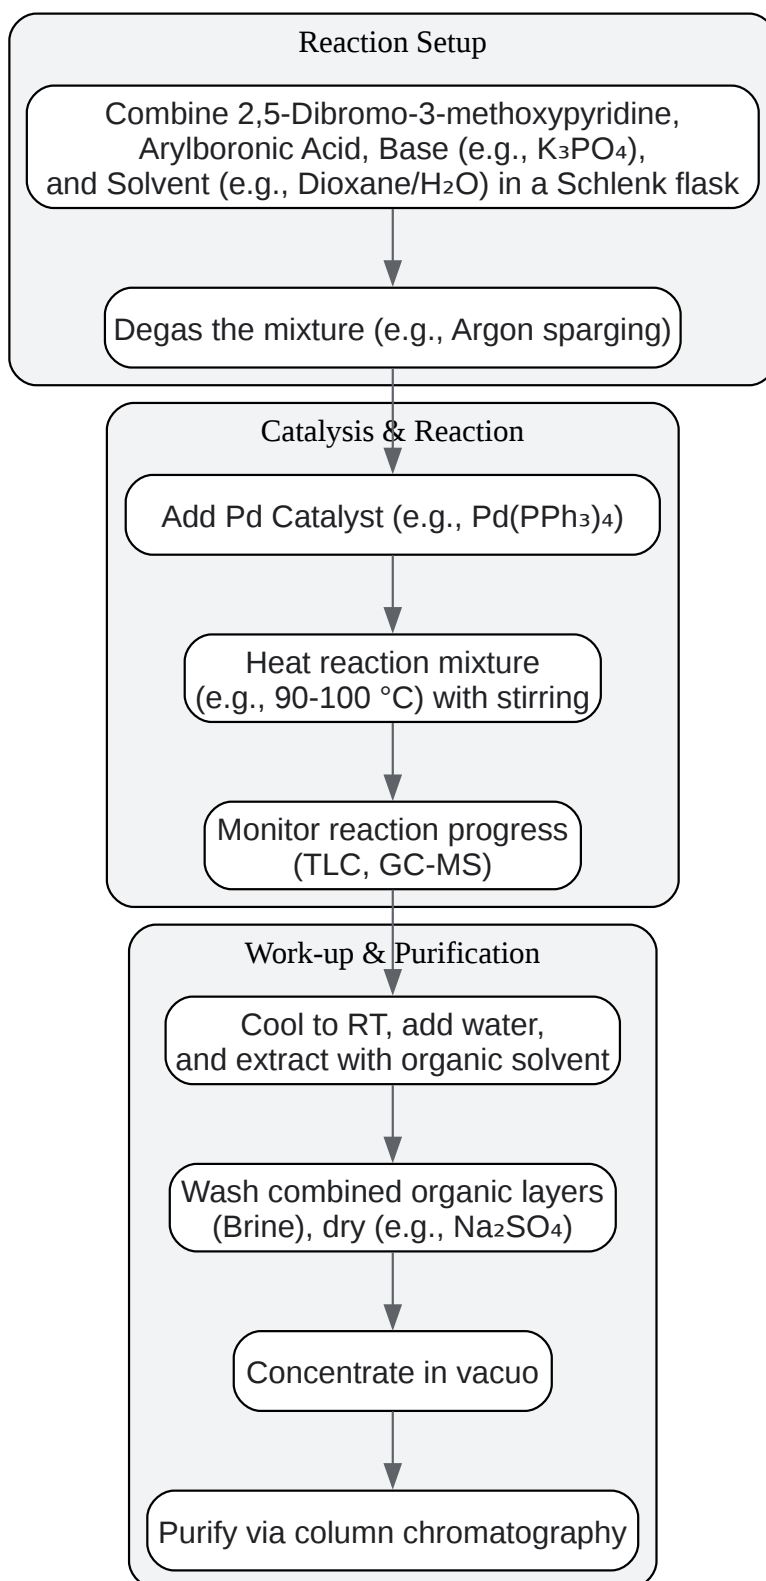 Reaction Setup
Combine 2,5-Dibromo-3-methoxypyridine,
Arylboronic Acid, Base (e.g., K₃PO₄),
and Solvent (e.g., Dioxane/H₂O) in a Schlenk flask
Degas the mixture (e.g., Argon sparging)
Catalysis & Reaction
Add Pd Catalyst (e.g., Pd(PPh₃)₄)
Heat reaction mixture
(e.g., 90-100 °C) with stirring
Monitor reaction progress
(TLC, GC-MS)
Work-up & Purification
Cool to RT, add water,
and extract with organic solvent
Wash combined organic layers
(Brine), dry (e.g., Na₂SO₄)
Concentrate in vacuo
Purify via column chromatography